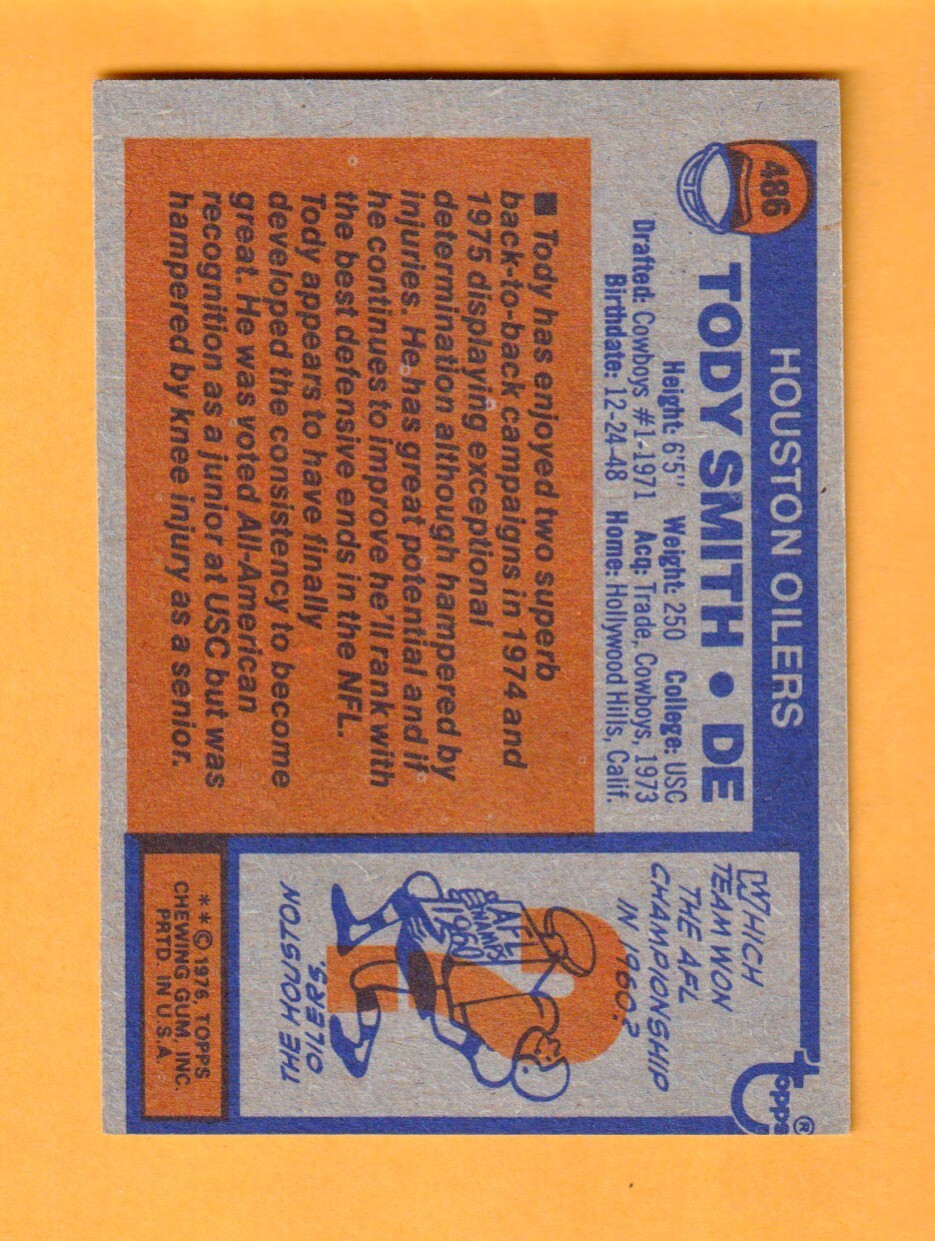 486
HOUSTON OILERS
TODY SMITH • DE
Height: 6'5" Weight: 250 College: USC
Drafted: Cowboys #1-1971 Acq: Trade, Cowboys, 1973
Birthdate: 12-24-48 Home: Hollywood Hills, Calif.
■ Tody has enjoyed two superb
back-to-back campaigns in 1974 and
1975 displaying exceptional
determination although hampered by
injuries. He has great potential and if
he continues to improve he'll rank with
the best defensive ends in the NFL.
Tody appears to have finally
developed the consistency to become
great. He was voted All-American
recognition as a junior at USC but was
hampered by knee injury as a senior.
topps®
WHICH
TEAM WON
THE AFL
CHAMPIONSHIP
IN 1960?
AFL
CHAMPS
1960
THE HOUSTON
OILERS.
**© 1976, TOPPS
CHEWING GUM, INC.
PRTD. IN U.S.A.